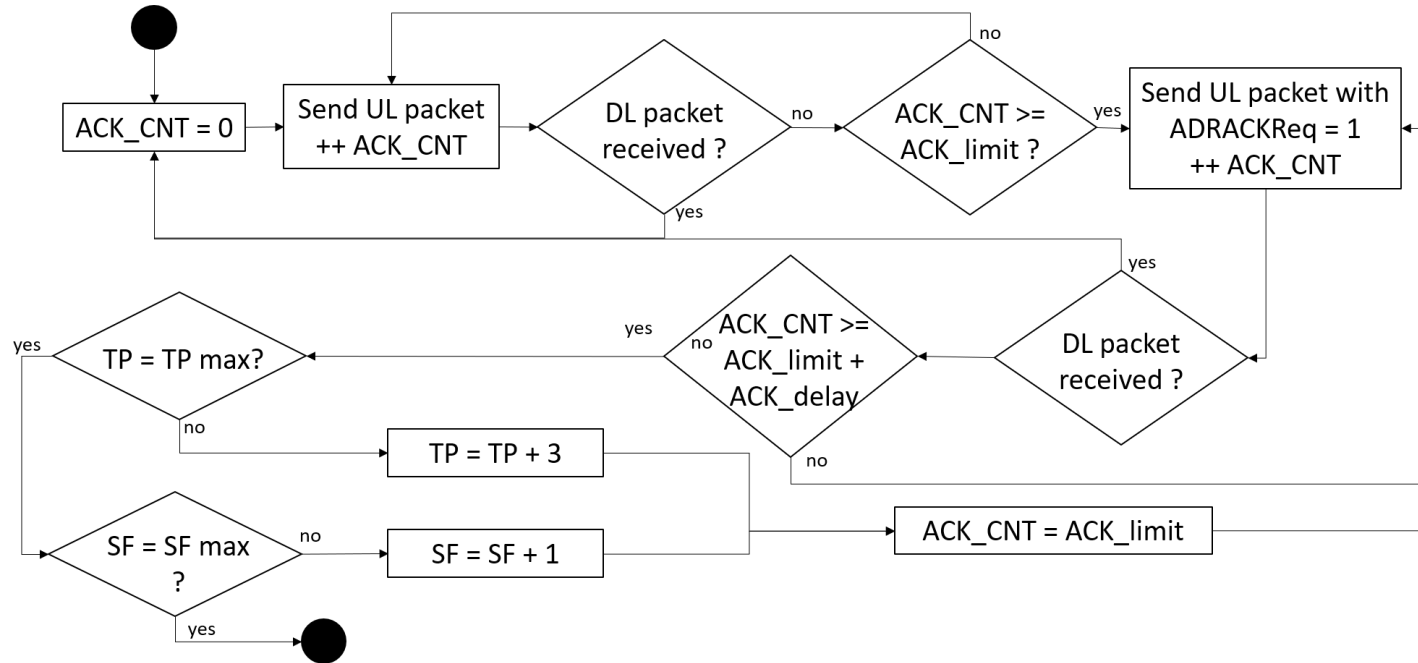 no
ACK_CNT = 0
Send UL packet
++ ACK_CNT
DL packet
received ?
no
yes
ACK_CNT >=
ACK_limit ?
yes
Send UL packet with
ADRACKReq = 1
++ ACK_CNT
yes
DL packet
received ?
yes
no
ACK_CNT >=
ACK_limit +
ACK_delay
no
yes
TP = TP max?
no
TP = TP + 3
SF = SF max
?
no
SF = SF + 1
ACK_CNT = ACK_limit
yes